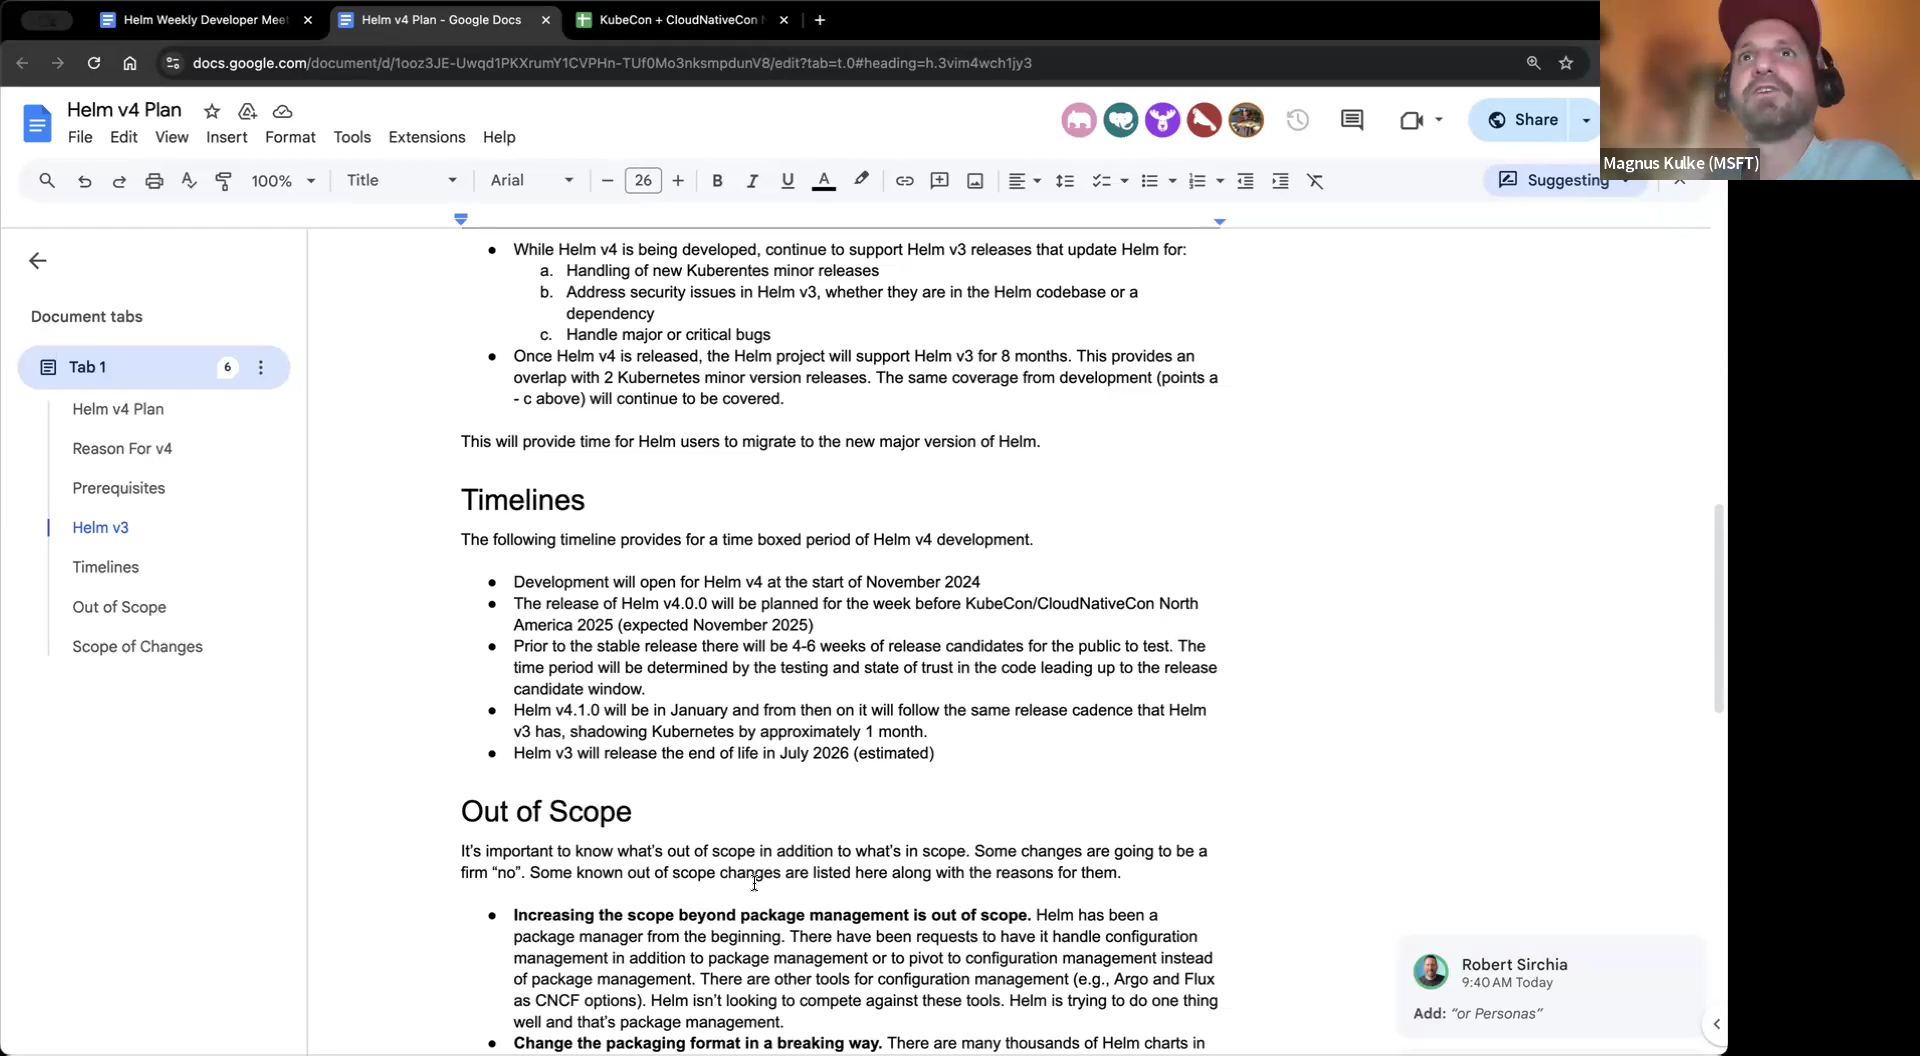 Helm Weekly Developer Meet
Helm v4 Plan - Google Docs
KubeCon + CloudNativeCon
docs.google.com/document/d/1ooz3JE-Uwqd1PKXrumY1CVPHn-TUf0Mo3nksmpdunV8/edit?tab=t.0#heading=h.3vim4wch1jy3
Helm v4 Plan
File Edit View Insert Format Tools Extensions Help
Share
Magnus Kulke (MSFT)
100% Title Arial 26 Suggesting
Document tabs
Tab 1 6
Helm v4 Plan
Reason For v4
Prerequisites
Helm v3
Timelines
Out of Scope
Scope of Changes
● While Helm v4 is being developed, continue to support Helm v3 releases that update Helm for:
a. Handling of new Kuberentes minor releases
b. Address security issues in Helm v3, whether they are in the Helm codebase or a
dependency
c. Handle major or critical bugs
● Once Helm v4 is released, the Helm project will support Helm v3 for 8 months. This provides an
overlap with 2 Kubernetes minor version releases. The same coverage from development (points a
- c above) will continue to be covered.
This will provide time for Helm users to migrate to the new major version of Helm.
Timelines
The following timeline provides for a time boxed period of Helm v4 development.
● Development will open for Helm v4 at the start of November 2024
● The release of Helm v4.0.0 will be planned for the week before KubeCon/CloudNativeCon North
America 2025 (expected November 2025)
● Prior to the stable release there will be 4-6 weeks of release candidates for the public to test. The
time period will be determined by the testing and state of trust in the code leading up to the release
candidate window.
● Helm v4.1.0 will be in January and from then on it will follow the same release cadence that Helm
v3 has, shadowing Kubernetes by approximately 1 month.
● Helm v3 will release the end of life in July 2026 (estimated)
Out of Scope
It's important to know what's out of scope in addition to what's in scope. Some changes are going to be a
firm “no”. Some known out of scope changes are listed here along with the reasons for them.
● Increasing the scope beyond package management is out of scope. Helm has been a
package manager from the beginning. There have been requests to have it handle configuration
management in addition to package management or to pivot to configuration management instead
of package management. There are other tools for configuration management (e.g., Argo and Flux
as CNCF options). Helm isn't looking to compete against these tools. Helm is trying to do one thing
well and that's package management.
● Change the packaging format in a breaking way. There are many thousands of Helm charts in
Robert Sirchia
9:40 AM Today
Add: “or Personas”